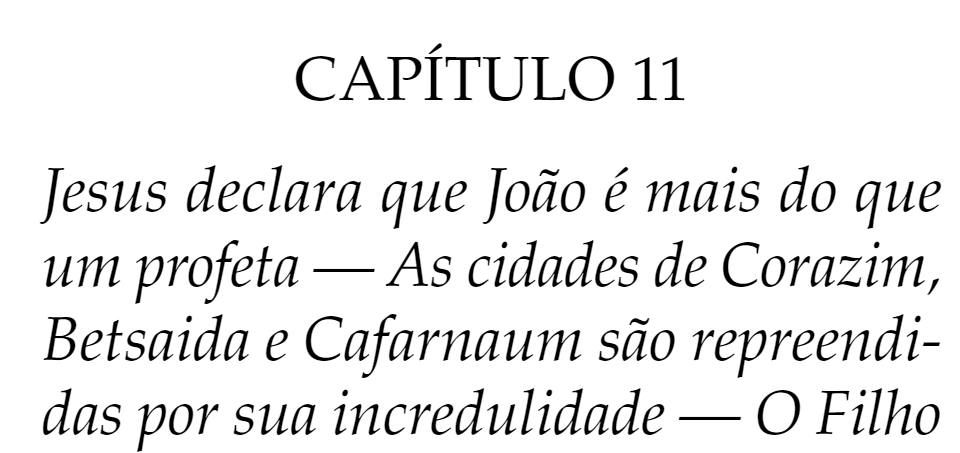 CAPÍTULO 11
Jesus declara que João é mais do que
um profeta — As cidades de Corazim,
Betsaida e Cafarnaum são repreendi-
das por sua incredulidade — O Filho